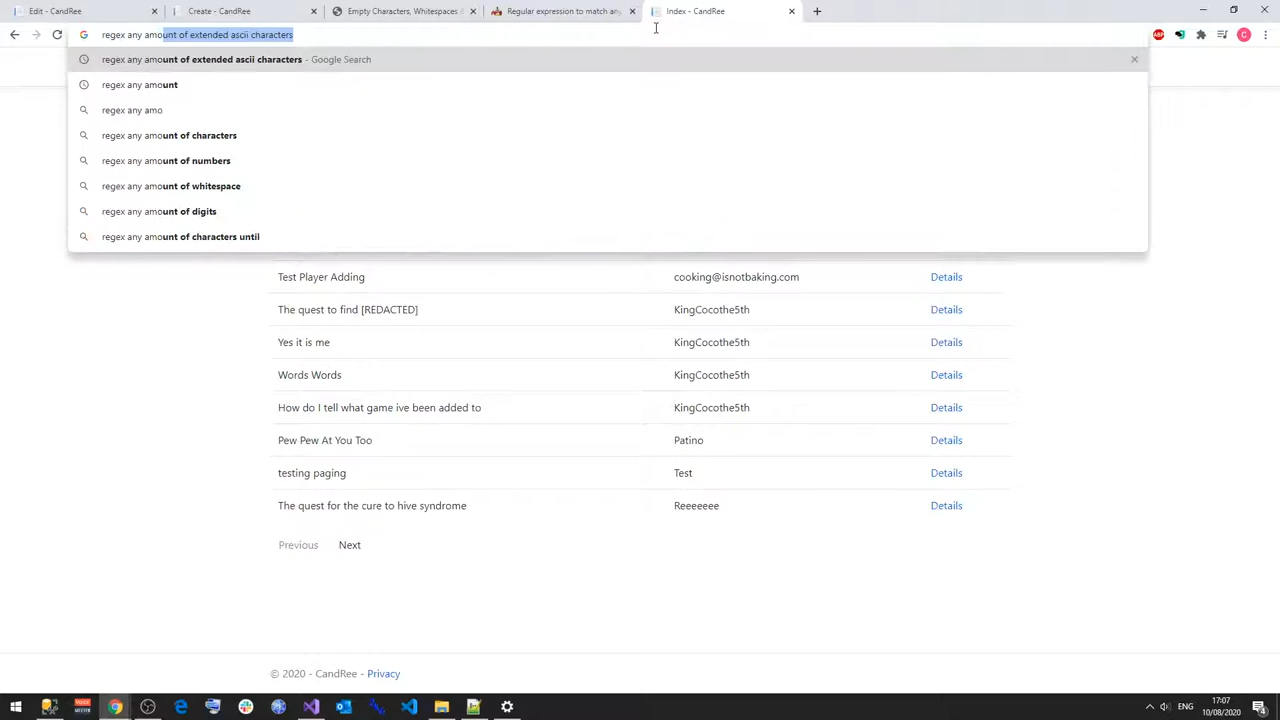 Edit - CandRee
Create - CandRee
Empty Characters, Whitespaces
Regular expression to match any
Index - CandRee
regex any amount of extended ascii characters
ABP
C
regex any amount of extended ascii characters - Google Search
regex any amount
regex any amo
regex any amount of characters
regex any amount of numbers
regex any amount of whitespace
regex any amount of digits
regex any amount of characters until
Test Player Adding cooking@isnotbaking.com Details
The quest to find [REDACTED] KingCocothe5th Details
Yes it is me KingCocothe5th Details
Words Words KingCocothe5th Details
How do I tell what game ive been added to KingCocothe5th Details
Pew Pew At You Too Patino Details
testing paging Test Details
The quest for the cure to hive syndrome Reeeeeee Details
Previous Next
© 2020 - CandRee - Privacy
ENG
17:07
10/08/2020
4